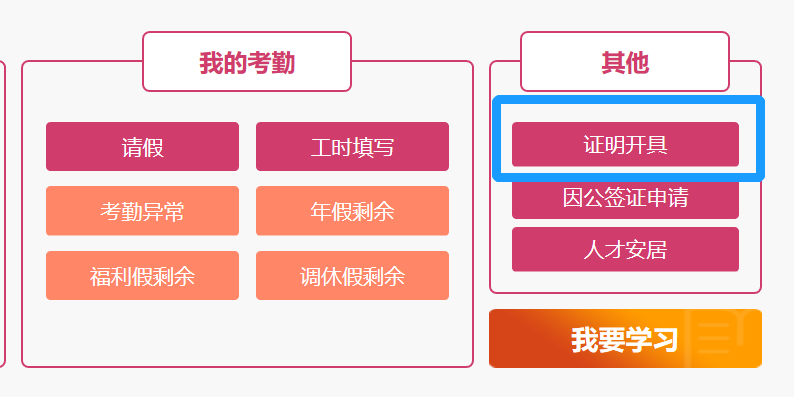 我的考勤
请假
工时填写
考勤异常
年假剩余
福利假剩余
调休假剩余
其他
证明开具
因公签证申请
人才安居
我要学习